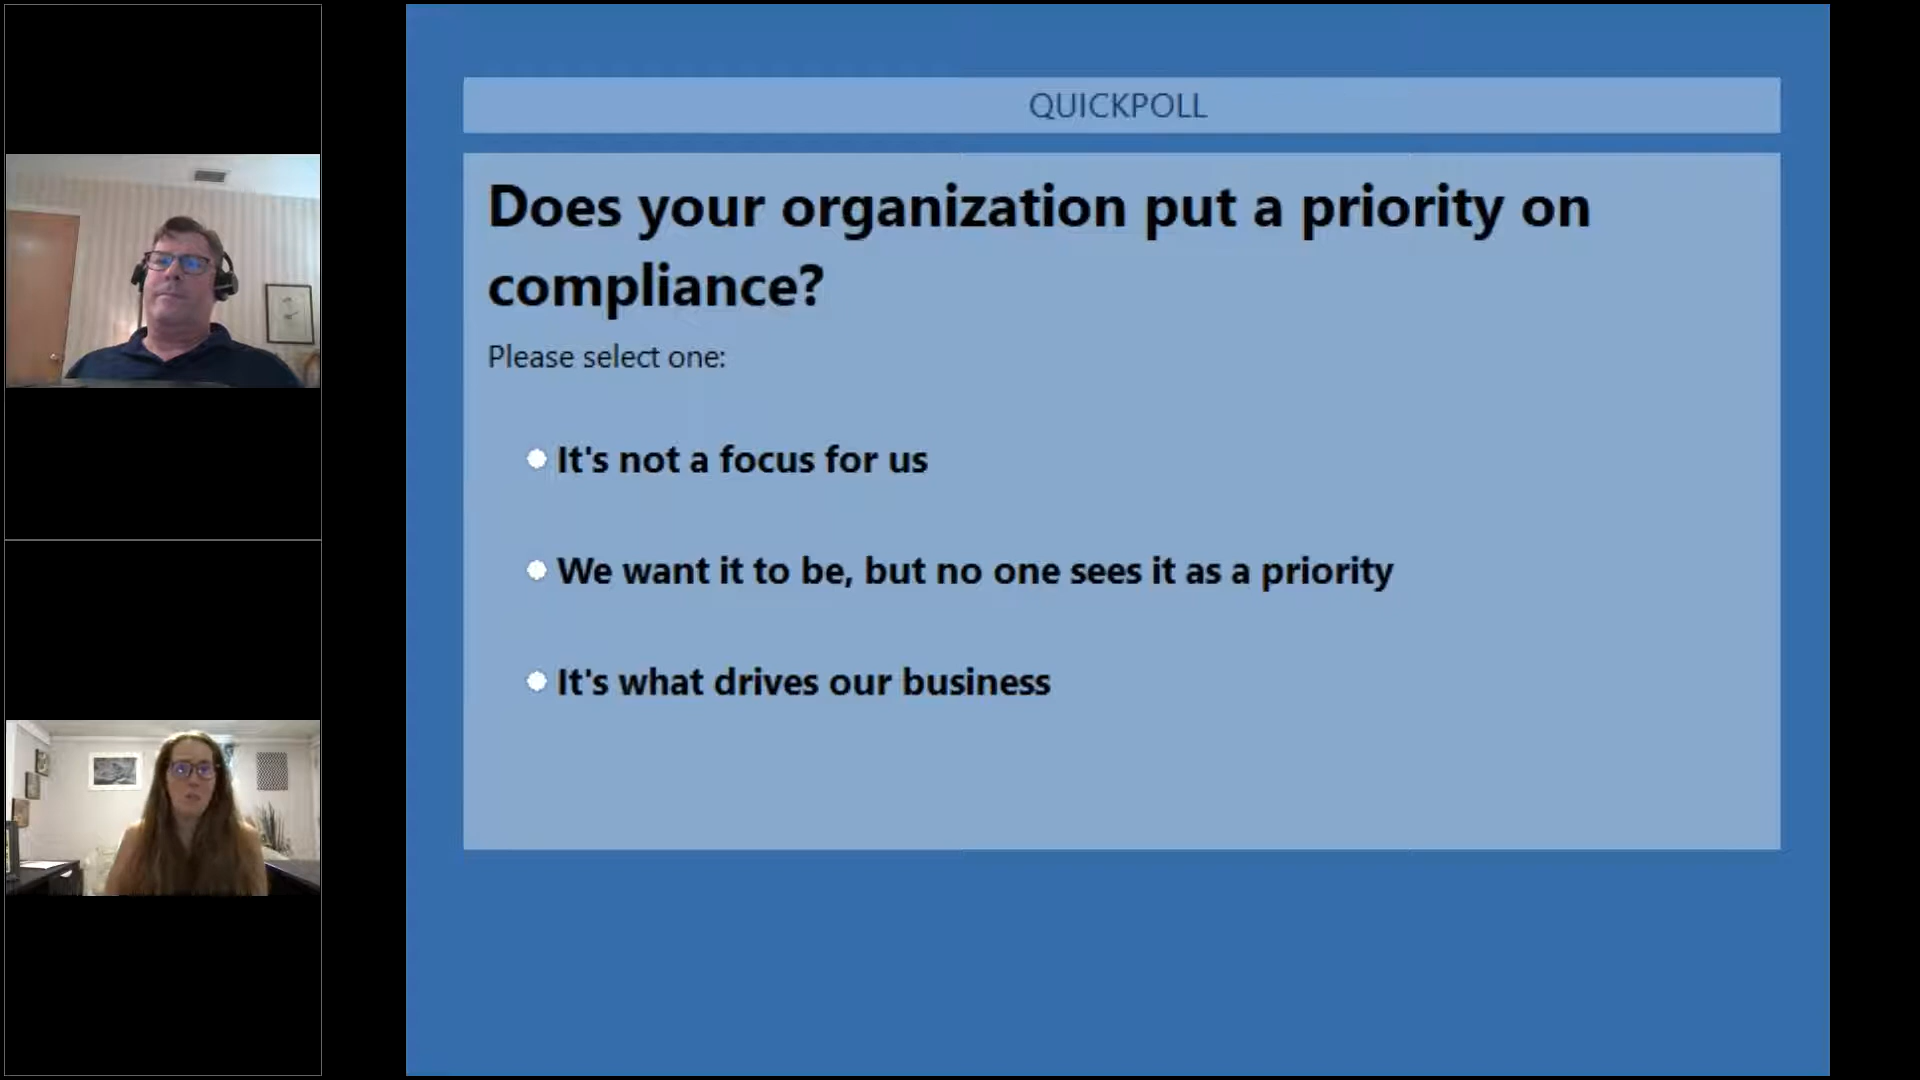 QUICKPOLL
Does your organization put a priority on
compliance?
Please select one:
It's not a focus for us
We want it to be, but no one sees it as a priority
It's what drives our business